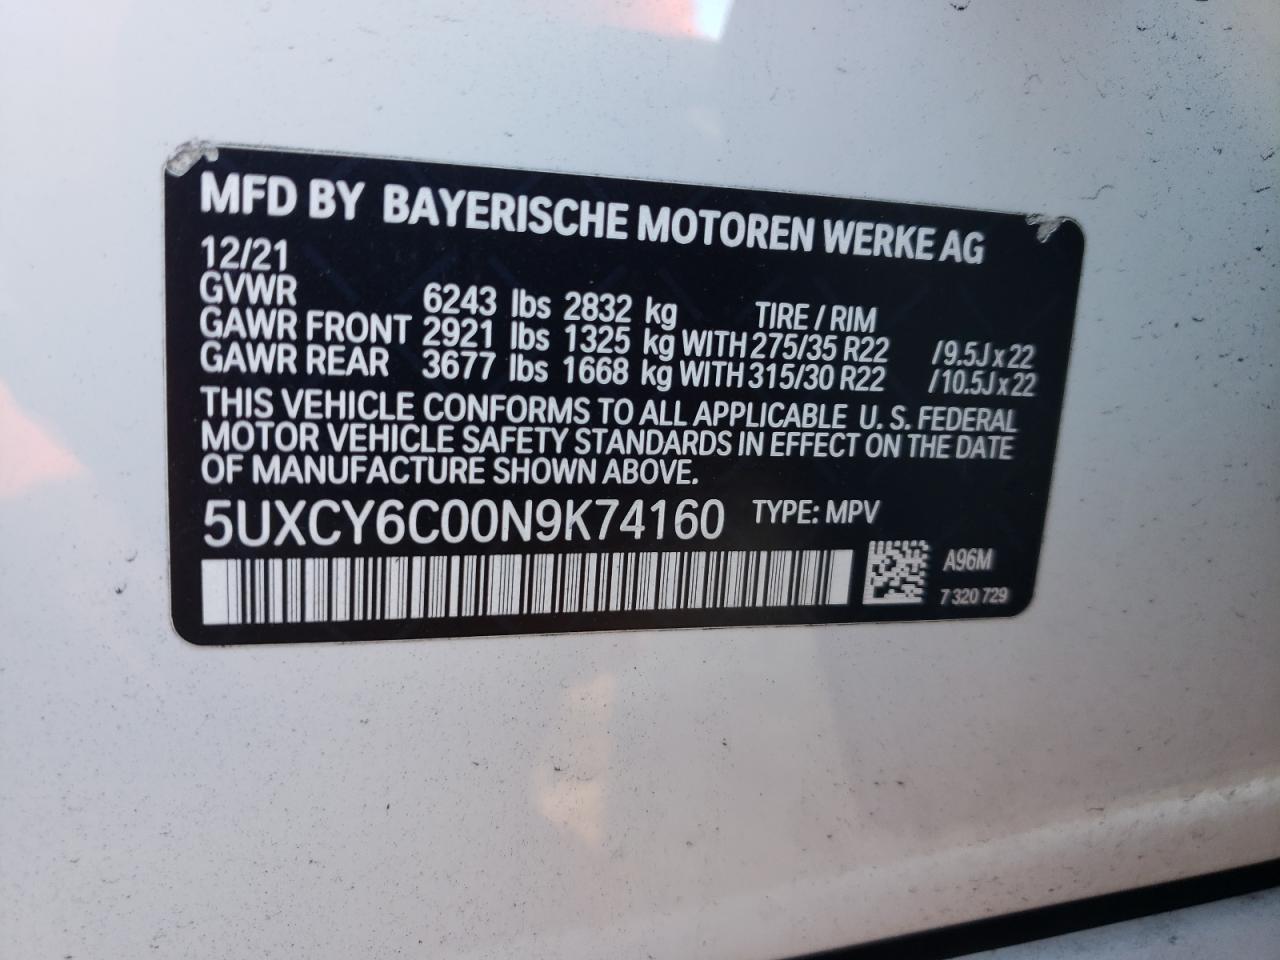 MFD BY BAYERISCHE MOTOREN WERKE AG
12/21
GVWR 6243 lbs 2832 kg TIRE / RIM
GAWR FRONT 2921 lbs 1325 kg WITH 275/35 R22 /9.5J x 22
GAWR REAR 3677 lbs 1668 kg WITH 315/30 R22 /10.5J x 22
THIS VEHICLE CONFORMS TO ALL APPLICABLE U. S. FEDERAL
MOTOR VEHICLE SAFETY STANDARDS IN EFFECT ON THE DATE
OF MANUFACTURE SHOWN ABOVE.
5UXCY6C00N9K74160 TYPE: MPV
A96M
7 320 729